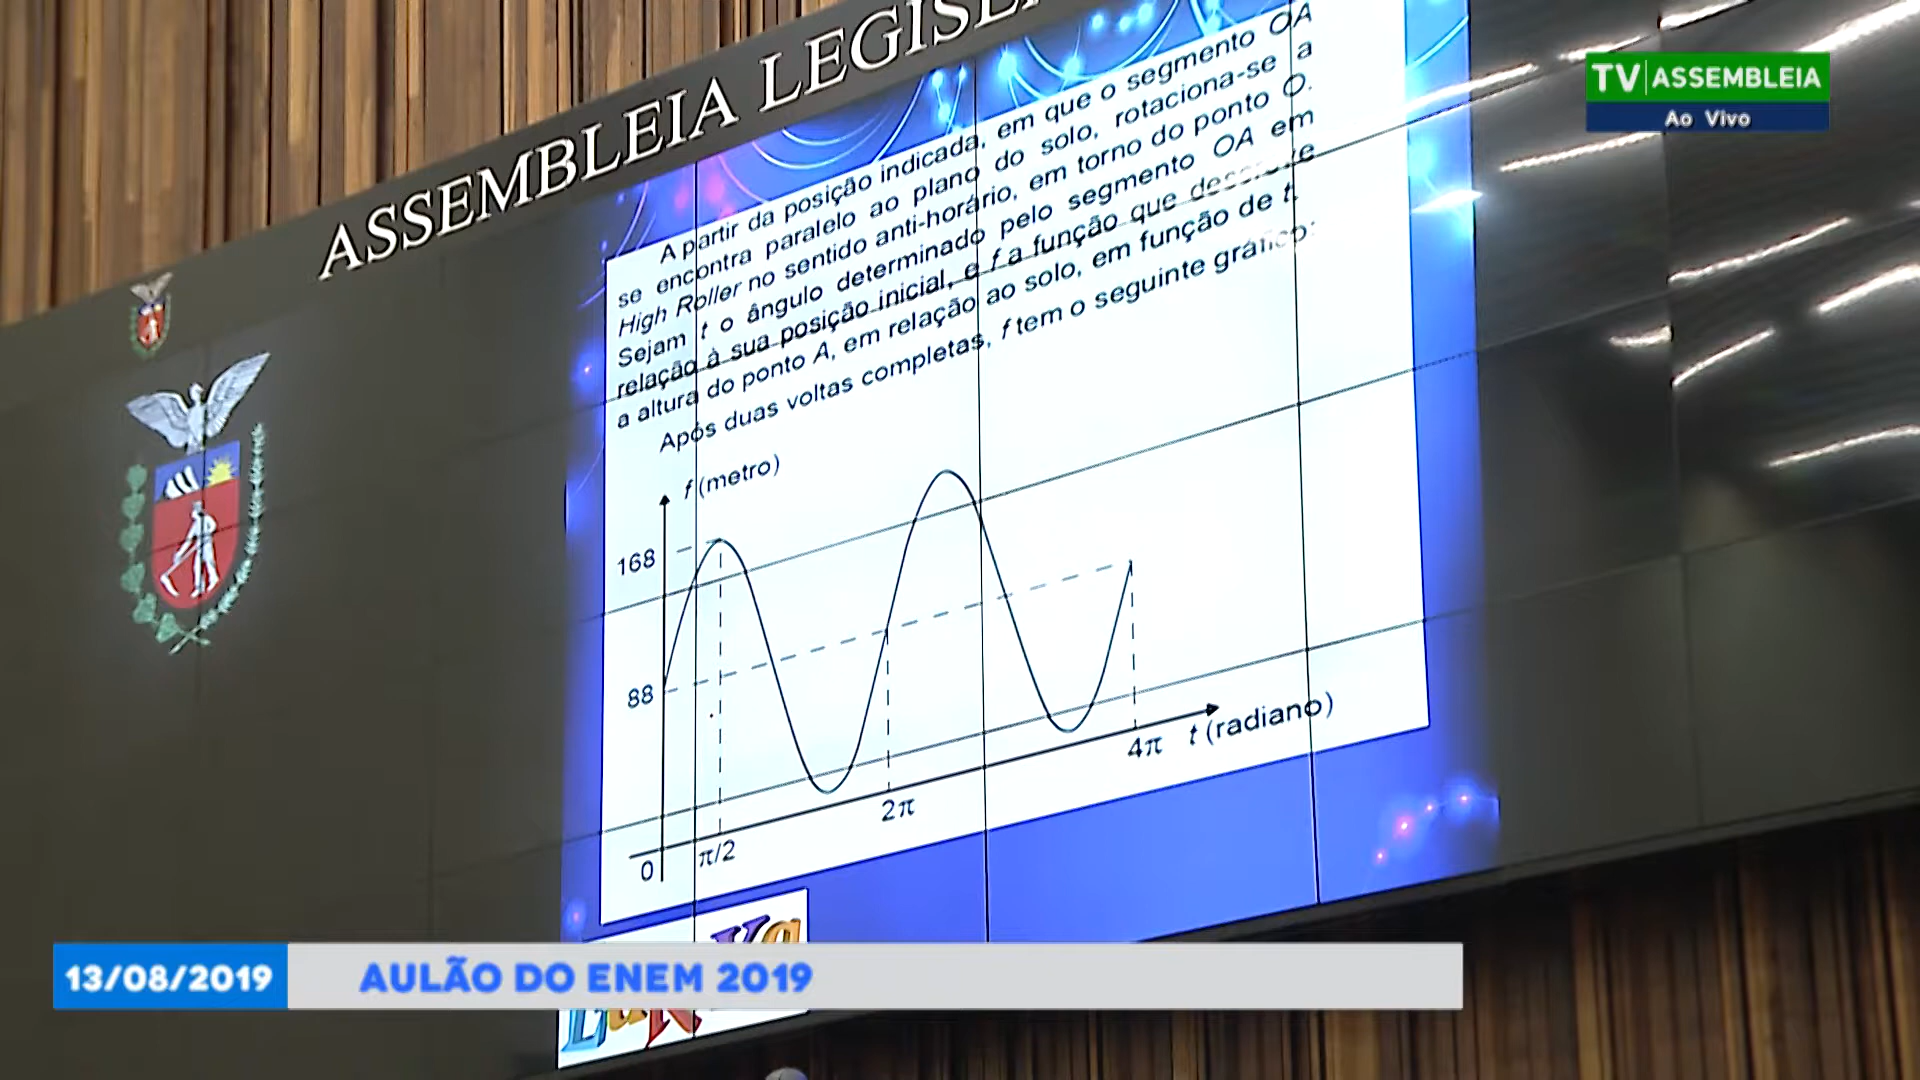 ASSEMBLEIA
TV ASSEMBLEIA
Ao Vivo
A partir da posição indicada, em que o segmento OA
se encontra paralelo ao plano do solo, rotaciona-se a
High Roller no sentido anti-horário, em torno do ponto O.
Sejam t o ângulo determinado pelo segmento OA em
relação à sua posição inicial, e f a função que descreve
a altura do ponto A, em relação ao solo, em função de t.
Após duas voltas completas, f tem o seguinte gráfico:
f (metro)
168
88
0
π/2
2π
4π
t (radiano)
13/08/2019
AULÃO DO ENEM 2019